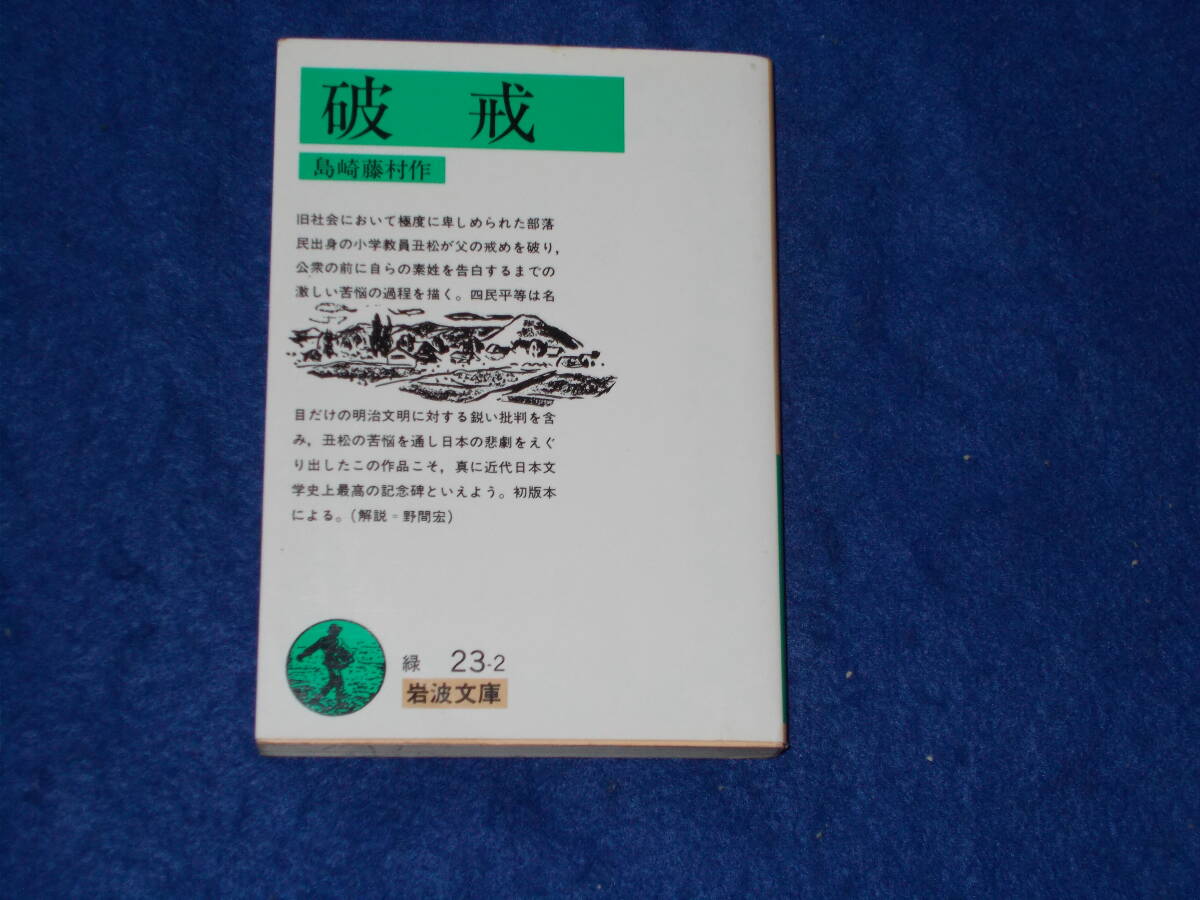 破 戒
島崎藤村作
旧社会において極度に卑しめられた部落
民出身の小学教員丑松が父の戒めを破り，
公衆の前に自らの素姓を告白するまでの
激しい苦悩の過程を描く。四民平等は名
目だけの明治文明に対する鋭い批判を含
み，丑松の苦悩を通し日本の悲劇をえぐ
り出したこの作品こそ，真に近代日本文
学史上最高の記念碑といえよう。初版本
による。(解説＝野間宏)
緑 23-2
岩波文庫